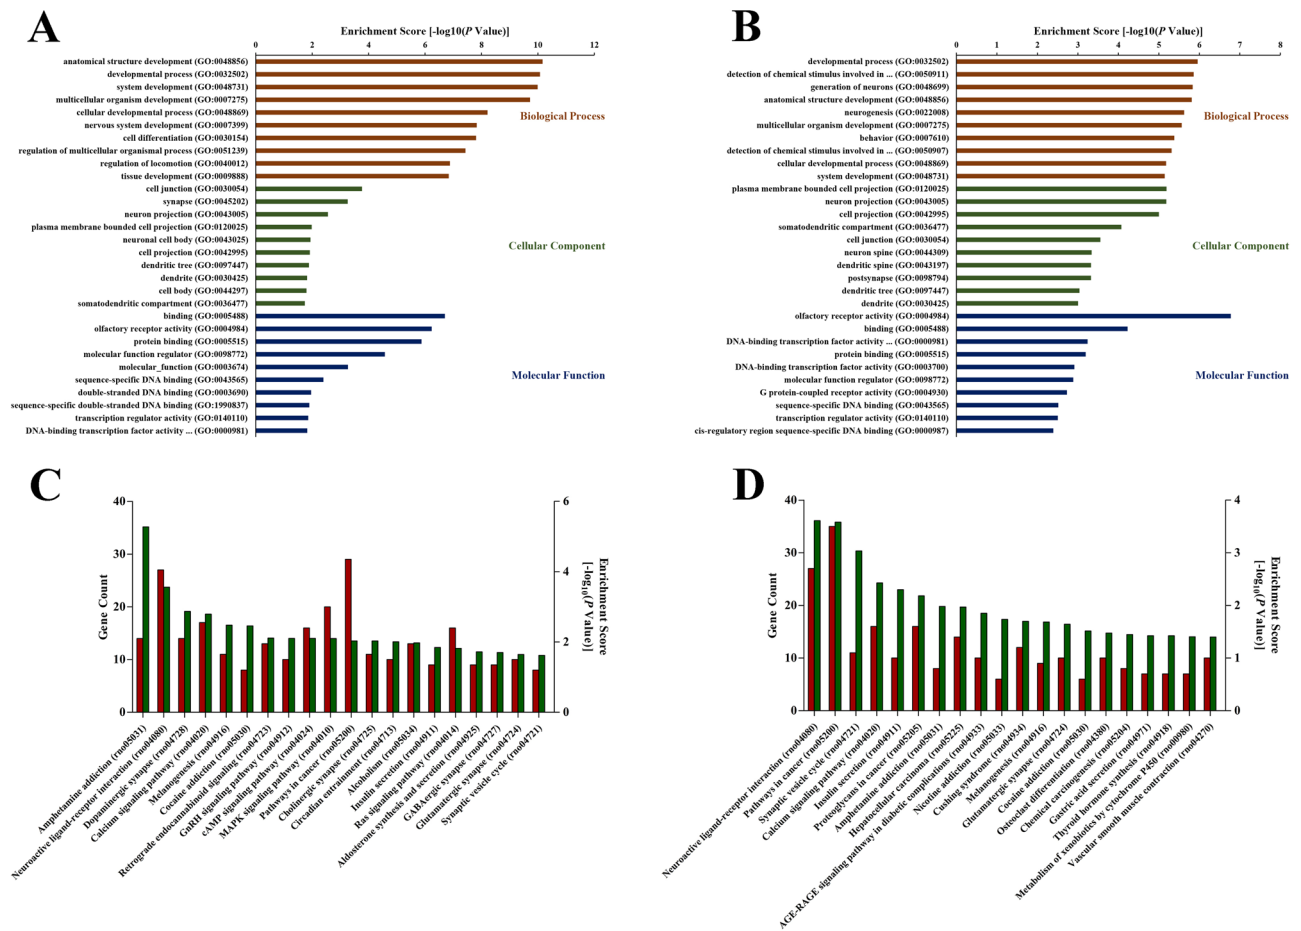 A
Enrichment Score [-log10(P Value)]
0 2 4 6 8 10 12
anatomical structure development (GO:0048856)
developmental process (GO:0032502)
system development (GO:0048731)
multicellular organism development (GO:0007275)
cellular developmental process (GO:0048869)
nervous system development (GO:0007399)
cell differentiation (GO:0030154)
regulation of multicellular organismal process (GO:0051239)
regulation of locomotion (GO:0040012)
tissue development (GO:0009888)
Biological Process
cell junction (GO:0030054)
synapse (GO:0045202)
neuron projection (GO:0043005)
plasma membrane bounded cell projection (GO:0120025)
neuronal cell body (GO:0043025)
cell projection (GO:0042995)
dendritic tree (GO:0097447)
dendrite (GO:0030425)
cell body (GO:0044297)
somatodendritic compartment (GO:0036477)
Cellular Component
binding (GO:0005488)
olfactory receptor activity (GO:0004984)
protein binding (GO:0005515)
molecular function regulator (GO:0098772)
molecular_function (GO:0003674)
sequence-specific DNA binding (GO:0043565)
double-stranded DNA binding (GO:0003690)
sequence-specific double-stranded DNA binding (GO:1990837)
transcription regulator activity (GO:0140110)
DNA-binding transcription factor activity ... (GO:0000981)
Molecular Function
B
Enrichment Score [-log10(P Value)]
0 1 2 3 4 5 6 7 8
developmental process (GO:0032502)
detection of chemical stimulus involved in ... (GO:0050911)
generation of neurons (GO:0048699)
anatomical structure development (GO:0048856)
neurogenesis (GO:0022008)
multicellular organism development (GO:0007275)
behavior (GO:0007610)
detection of chemical stimulus involved in ... (GO:0050907)
cellular developmental process (GO:0048869)
system development (GO:0048731)
Biological Process
plasma membrane bounded cell projection (GO:0120025)
neuron projection (GO:0043005)
cell projection (GO:0042995)
somatodendritic compartment (GO:0036477)
cell junction (GO:0030054)
neuron spine (GO:0044309)
dendritic spine (GO:0043197)
postsynapse (GO:0098794)
dendritic tree (GO:0097447)
dendrite (GO:0030425)
Cellular Component
olfactory receptor activity (GO:0004984)
binding (GO:0005488)
DNA-binding transcription factor activity ... (GO:0000981)
protein binding (GO:0005515)
DNA-binding transcription factor activity (GO:0003700)
molecular function regulator (GO:0098772)
G protein-coupled receptor activity (GO:0004930)
sequence-specific DNA binding (GO:0043565)
transcription regulator activity (GO:0140110)
cis-regulatory region sequence-specific DNA binding (GO:0000987)
Molecular Function
C
Gene Count
40
30
20
10
0
6
4
2
0
Enrichment Score
[-log10(P Value)]
Amphetamine addiction (rno05031)
Neuroactive ligand-receptor interaction (rno04080)
Dopaminergic synapse (rno04728)
Calcium signaling pathway (rno04020)
Melanogenesis (rno04916)
Cocaine addiction (rno05030)
Retrograde endocannabinoid signaling (rno04723)
GnRH signaling pathway (rno04912)
cAMP signaling pathway (rno04024)
MAPK signaling pathway (rno04010)
Pathways in cancer (rno05200)
Cholinergic synapse (rno04725)
Circadian entrainment (rno04713)
Alcoholism (rno05034)
Insulin secretion (rno04911)
Ras signaling pathway (rno04014)
Aldosterone synthesis and secretion (rno04925)
GABAergic synapse (rno04727)
Glutamatergic synapse (rno04724)
Synaptic vesicle cycle (rno04721)
D
Gene Count
40
30
20
10
0
4
3
2
1
0
Enrichment Score
[-log10(P Value)]
Neuroactive ligand-receptor interaction (rno04080)
Pathways in cancer (rno05200)
Synaptic vesicle cycle (rno04721)
Calcium signaling pathway (rno04020)
Insulin secretion (rno04911)
Proteoglycans in cancer (rno05205)
Amphetamine addiction (rno05031)
Hepatocellular carcinoma (rno05225)
AGE-RAGE signaling pathway in diabetic complications (rno04933)
Nicotine addiction (rno05033)
Cushing syndrome (rno04934)
Melanogenesis (rno04916)
Glutamatergic synapse (rno04724)
Cocaine addiction (rno05030)
Osteoclast differentiation (rno04380)
Chemical carcinogenesis (rno05204)
Gastric acid secretion (rno04971)
Thyroid hormone synthesis (rno04918)
Metabolism of xenobiotics by cytochrome P450 (rno00980)
Vascular smooth muscle contraction (rno04270)